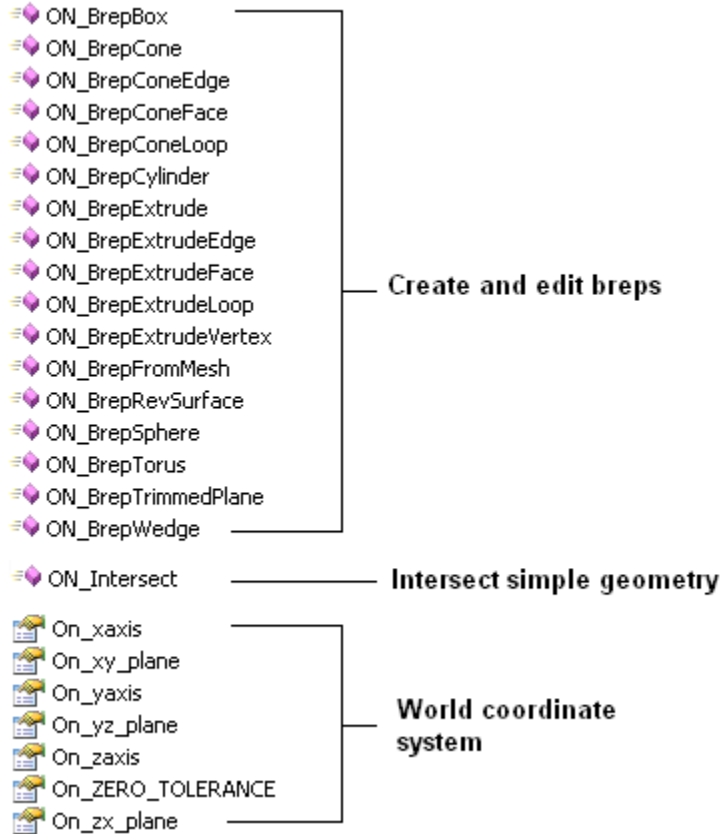 ON_BrepBox
ON_BrepCone
ON_BrepConeEdge
ON_BrepConeFace
ON_BrepConeLoop
ON_BrepCylinder
ON_BrepExtrude
ON_BrepExtrudeEdge
ON_BrepExtrudeFace
ON_BrepExtrudeLoop
ON_BrepExtrudeVertex
ON_BrepFromMesh
ON_BrepRevSurface
ON_BrepSphere
ON_BrepTorus
ON_BrepTrimmedPlane
ON_BrepWedge
Create and edit breps
ON_Intersect
Intersect simple geometry
On_xaxis
On_xy_plane
On_yaxis
On_yz_plane
On_zaxis
On_ZERO_TOLERANCE
On_zx_plane
World coordinate
system